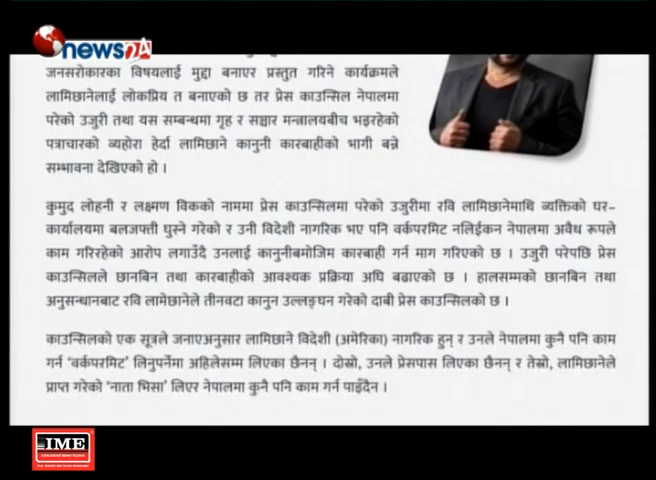 news24
जनसरोकारका विषयलाई मुद्दा बनाएर प्रस्तुत गरिने कार्यक्रमले
लामिछानेलाई लोकप्रिय त बनाएको छ तर प्रेस काउन्सिल नेपालमा
परेको उजुरी तथा यस सम्बन्धमा गृह र सञ्चार मन्त्रालयबीच भइरहेको
पत्राचारको व्यहोरा हेर्दा लामिछाने कानुनी कारबाहीको भागी बन्ने
सम्भावना देखिएको हो ।
कुमुद लोहनी र लक्ष्मण विकको नाममा प्रेस काउन्सिलमा परेको उजुरीमा रवि लामिछानेमाथि व्यक्तिको घर–
कार्यालयमा बलजफ्ती घुस्ने गरेको र उनी विदेशी नागरिक भए पनि वर्कपरमिट नलिईकन नेपालमा अवैध रूपले
काम गरिरहेको आरोप लगाउँदै उनलाई कानुनीबमोजिम कारबाही गर्न माग गरिएको छ । उजुरी परेपछि प्रेस
काउन्सिलले छानबिन तथा कारबाहीको आवश्यक प्रक्रिया अघि बढाएको छ । हालसम्मको छानबिन तथा
अनुसन्धानबाट रवि लामेछानेले तीनवटा कानुन उल्लङ्घन गरेको दाबी प्रेस काउन्सिलको छ ।
काउन्सिलको एक सूत्रले जनाएअनुसार लामिछाने विदेशी (अमेरिका) नागरिक हुन् र उनले नेपालमा कुनै पनि काम
गर्न ‘वर्कपरमिट’ लिनुपर्नेमा अहिलेसम्म लिएका छैनन् । दोस्रो, उनले प्रेसपास लिएका छैनन् र तेस्रो, लामिछानेले
प्राप्त गरेको ‘नाता भिसा’ लिएर नेपालमा कुनै पनि काम गर्न पाइँदैन ।
IME